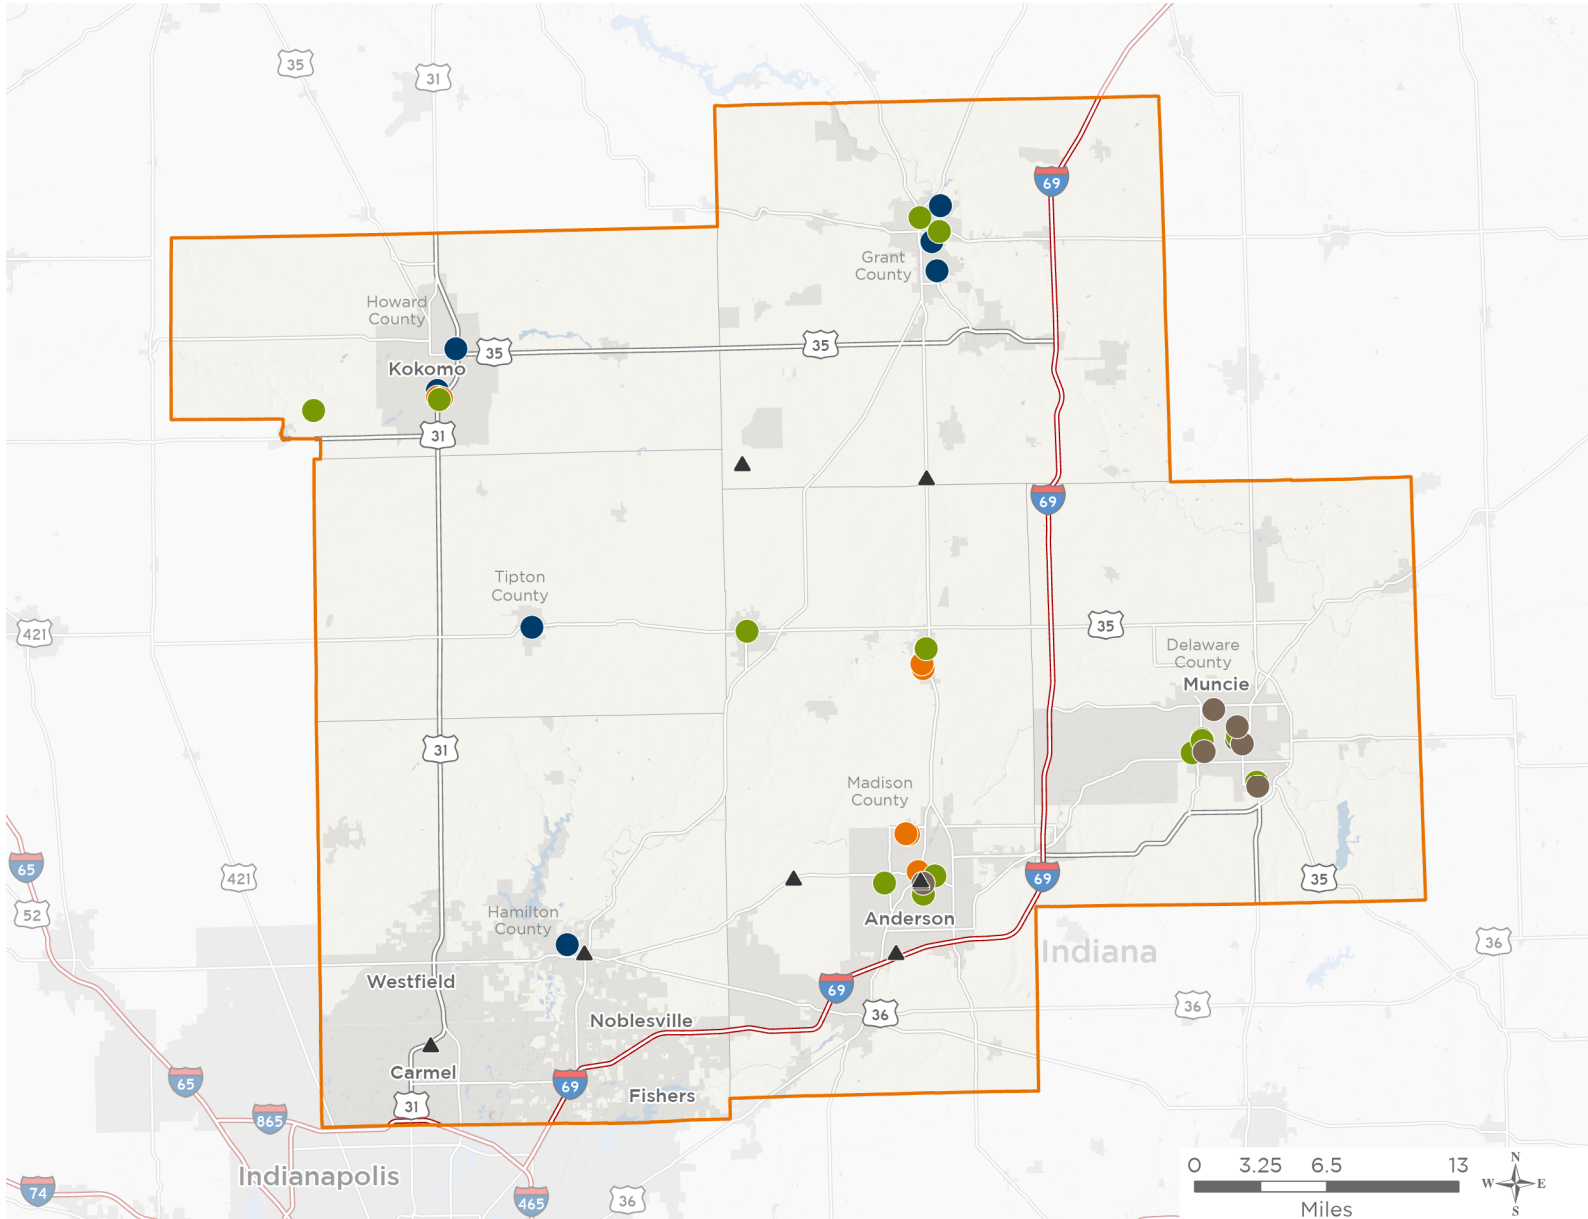 35
31
69
Grant
County
Howard
County
35
35
Kokomo
31
69
Tipton
County
421
35
Delaware
County
Muncie
31
Madison
County
65
421
69
35
52
Hamilton
County
Anderson
36
Indiana
Westfield
69
36
36
Noblesville
Carmel
65
69
Fishers
31
865
Indianapolis
74
465
36
0 3.25 6.5 13
Miles
N
W E
S